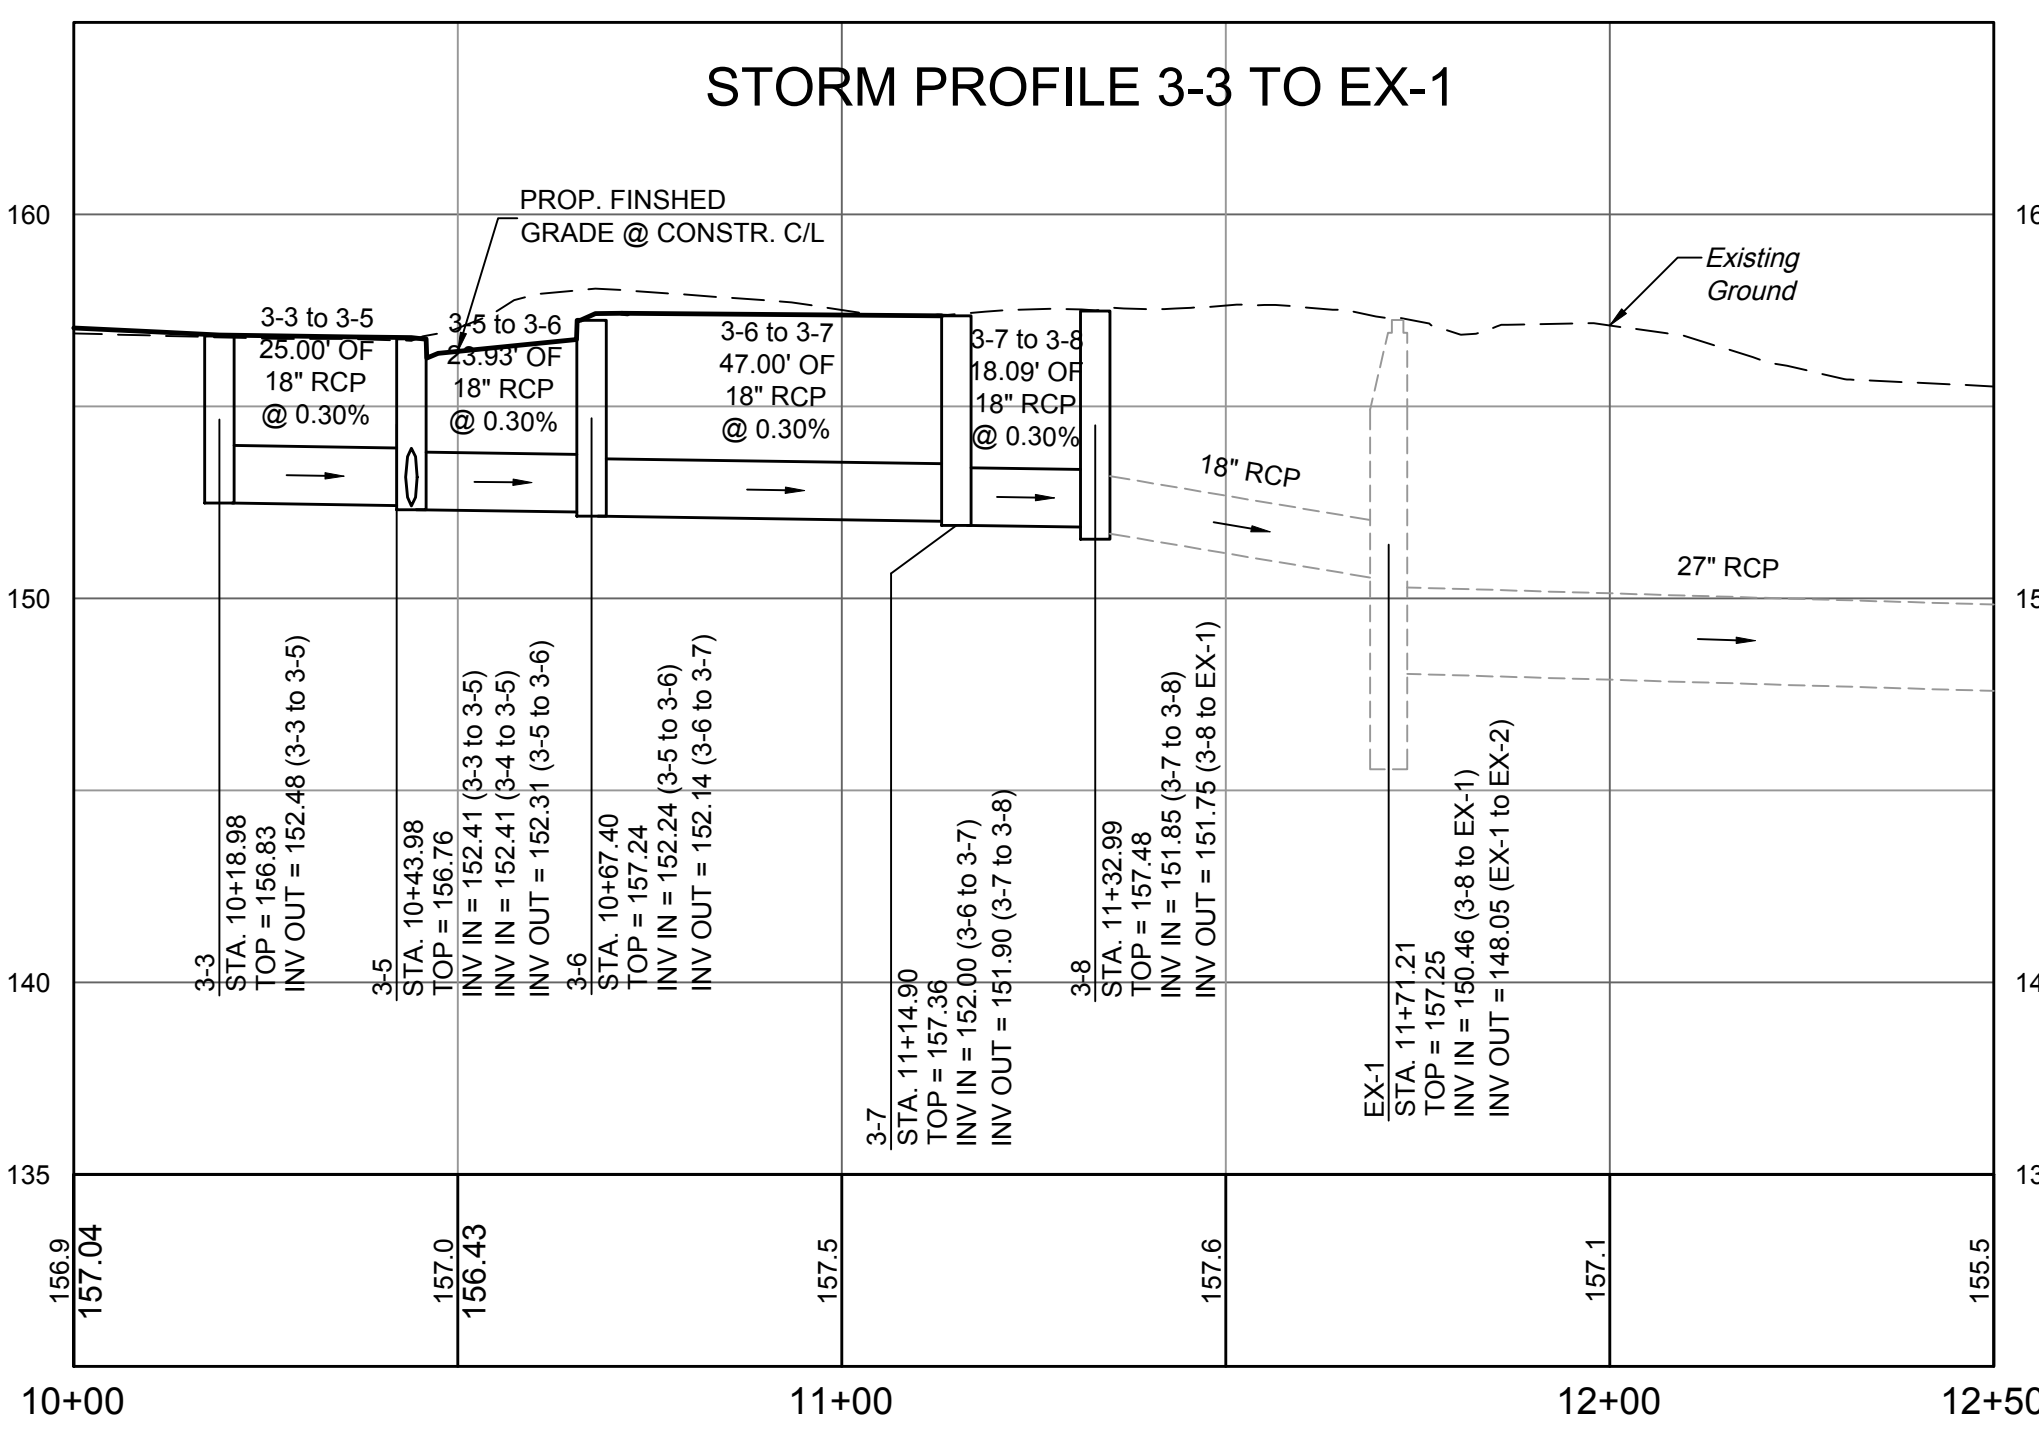 STORM PROFILE 3-3 TO EX-1
160
PROP. FINSHED
GRADE @ CONSTR. C/L
Existing
Ground
3-3 to 3-5
25.00' OF
18" RCP
@ 0.30%
3-5 to 3-6
23.93' OF
18" RCP
@ 0.30%
3-6 to 3-7
47.00' OF
18" RCP
@ 0.30%
3-7 to 3-8
18.09' OF
18" RCP
@ 0.30%
18" RCP
27" RCP
150
3-3
STA. 10+18.98
TOP = 156.83
INV OUT = 152.48 (3-3 to 3-5)
3-5
STA. 10+43.98
TOP = 156.76
INV IN = 152.41 (3-3 to 3-5)
INV IN = 152.41 (3-4 to 3-5)
INV OUT = 152.31 (3-5 to 3-6)
3-6
STA. 10+67.40
TOP = 157.24
INV IN = 152.24 (3-5 to 3-6)
INV OUT = 152.14 (3-6 to 3-7)
3-7
STA. 11+14.90
TOP = 157.36
INV IN = 152.00 (3-6 to 3-7)
INV OUT = 151.90 (3-7 to 3-8)
3-8
STA. 11+32.99
TOP = 157.48
INV IN = 151.85 (3-7 to 3-8)
INV OUT = 151.75 (3-8 to EX-1)
EX-1
STA. 11+71.21
TOP = 157.25
INV IN = 150.46 (3-8 to EX-1)
INV OUT = 148.05 (EX-1 to EX-2)
140
135
156.9
157.04
157.0
156.43
157.5
157.6
157.1
155.5
10+00
11+00
12+00
12+50